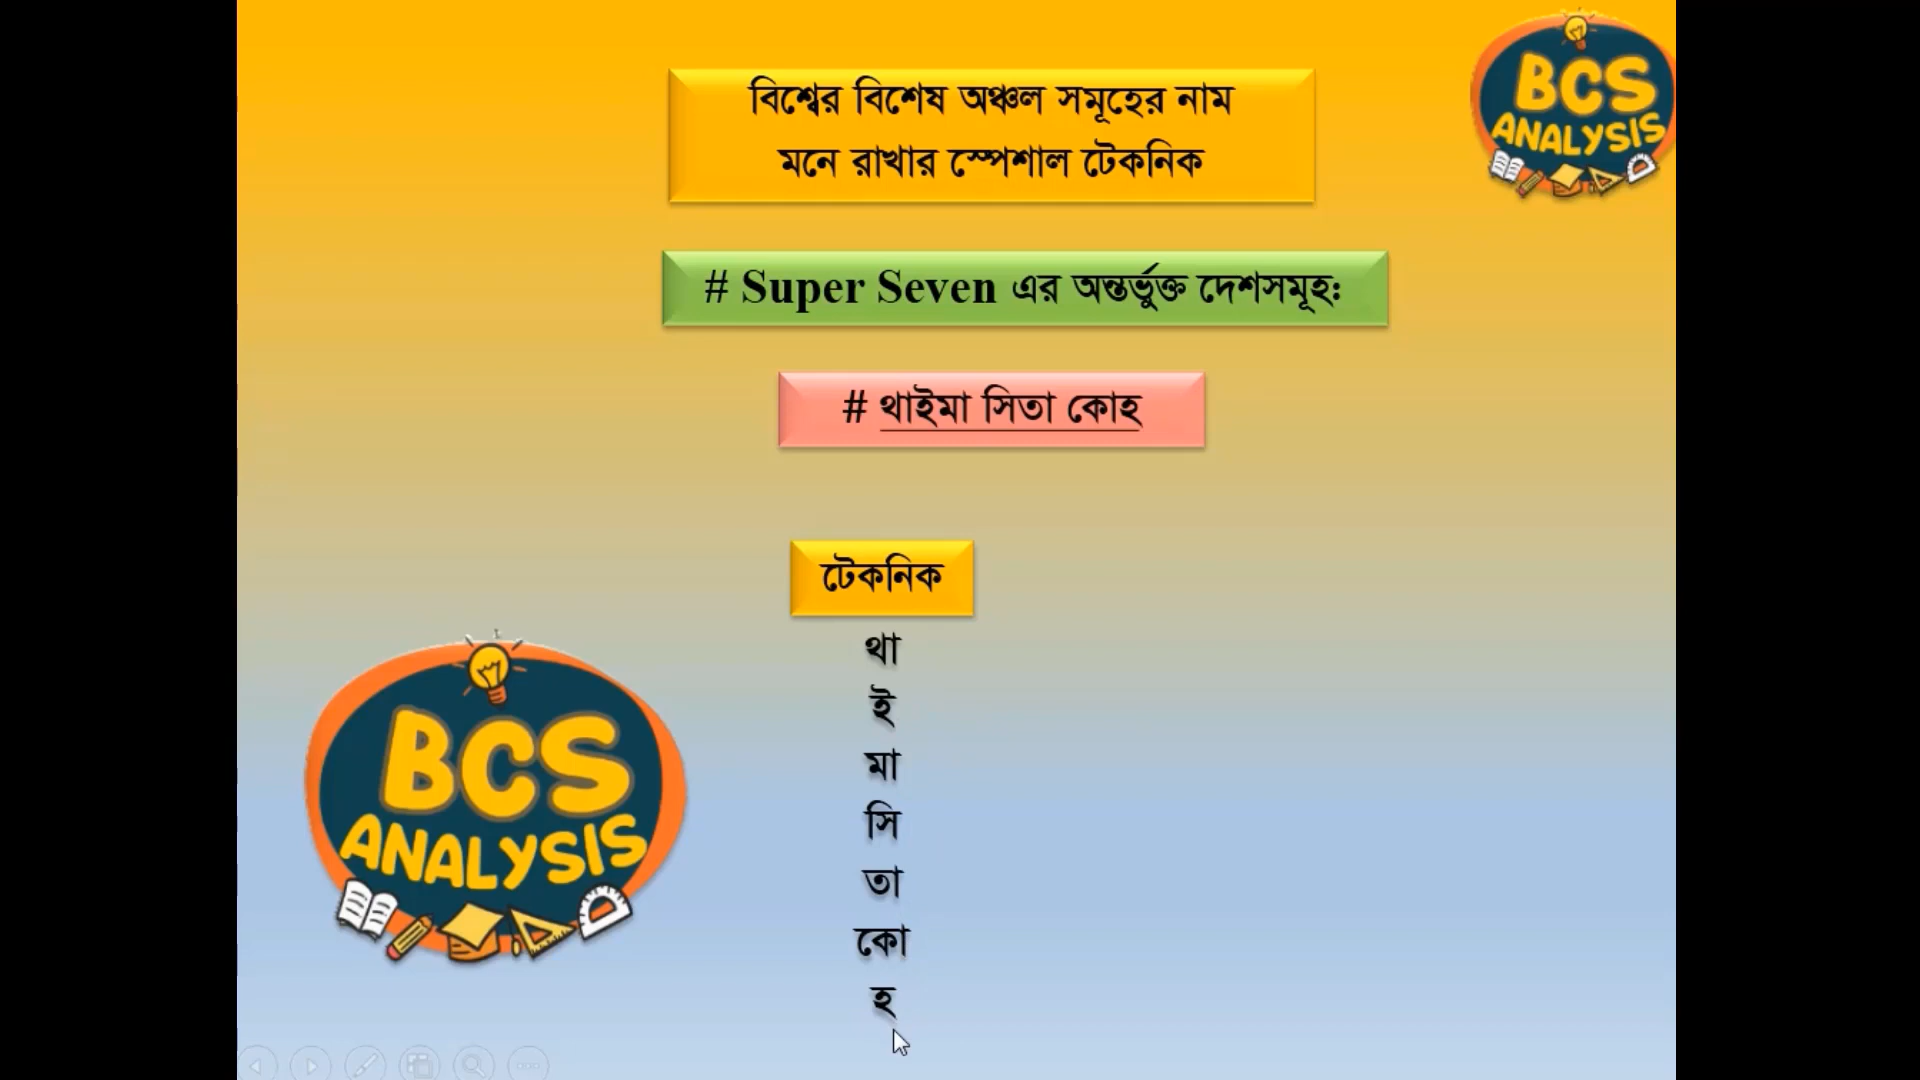 বিশ্বের বিশেষ অঞ্চল সমূহের নাম
মনে রাখার স্পেশাল টেকনিক
BCS
ANALYSIS
# Super Seven এর অন্তর্ভুক্ত দেশসমূহঃ
# থাইমা সিতা কোহ
টেকনিক
থা
ই
মা
সি
তা
কো
হ
BCS
ANALYSIS